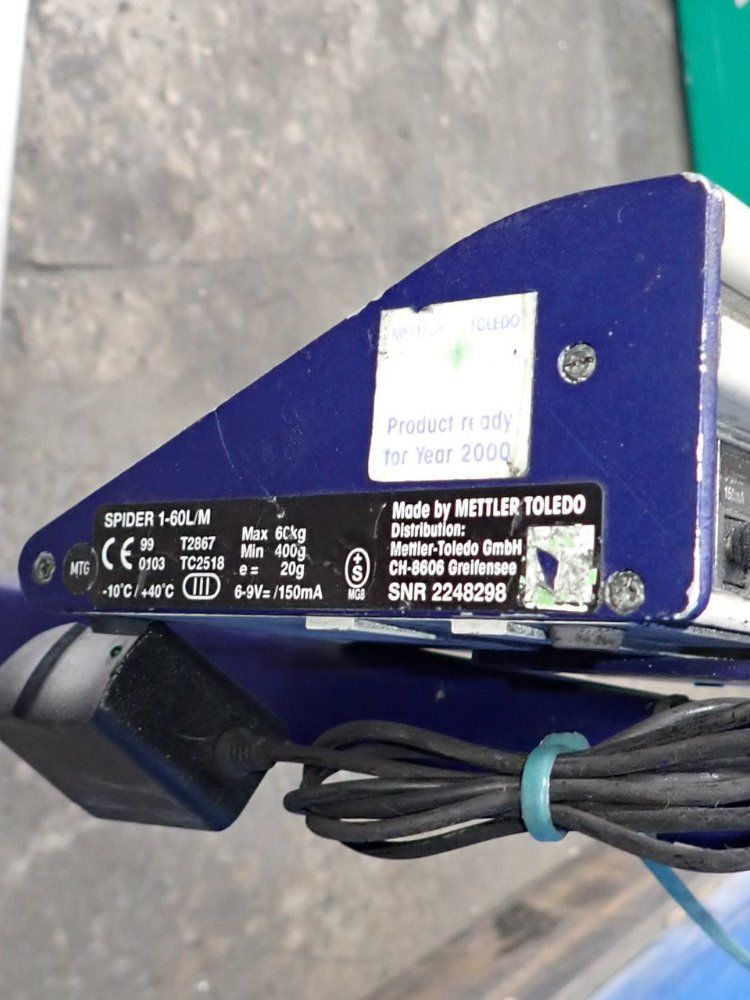 METTLER TOLEDO
Product ready
for Year 2000
SPIDER 1-60L/M
99 T2867
0103 TC2518
-10°C / +40°C III
Max 60kg
Min 400g
e = 20g
6-9V= /150mA
MTG
+S
MG8
Made by METTLER TOLEDO
Distribution:
Mettler-Toledo GmbH
CH-8606 Greifensee
SNR 2248298
150mA